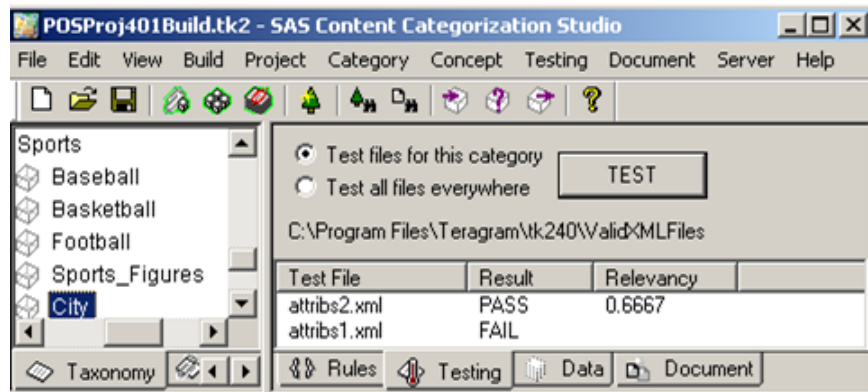 POSProj401Build.tk2 - SAS Content Categorization Studio
File Edit View Build Project Category Concept Testing Document Server Help
Sports
Baseball
Basketball
Football
Sports_Figures
City
Taxonomy
Test files for this category
Test all files everywhere
TEST
C:\Program Files\Teragram\tk240\ValidXMLFiles
Test File Result Relevancy
attribs2.xml PASS 0.6667
attribs1.xml FAIL
Rules Testing Data Document